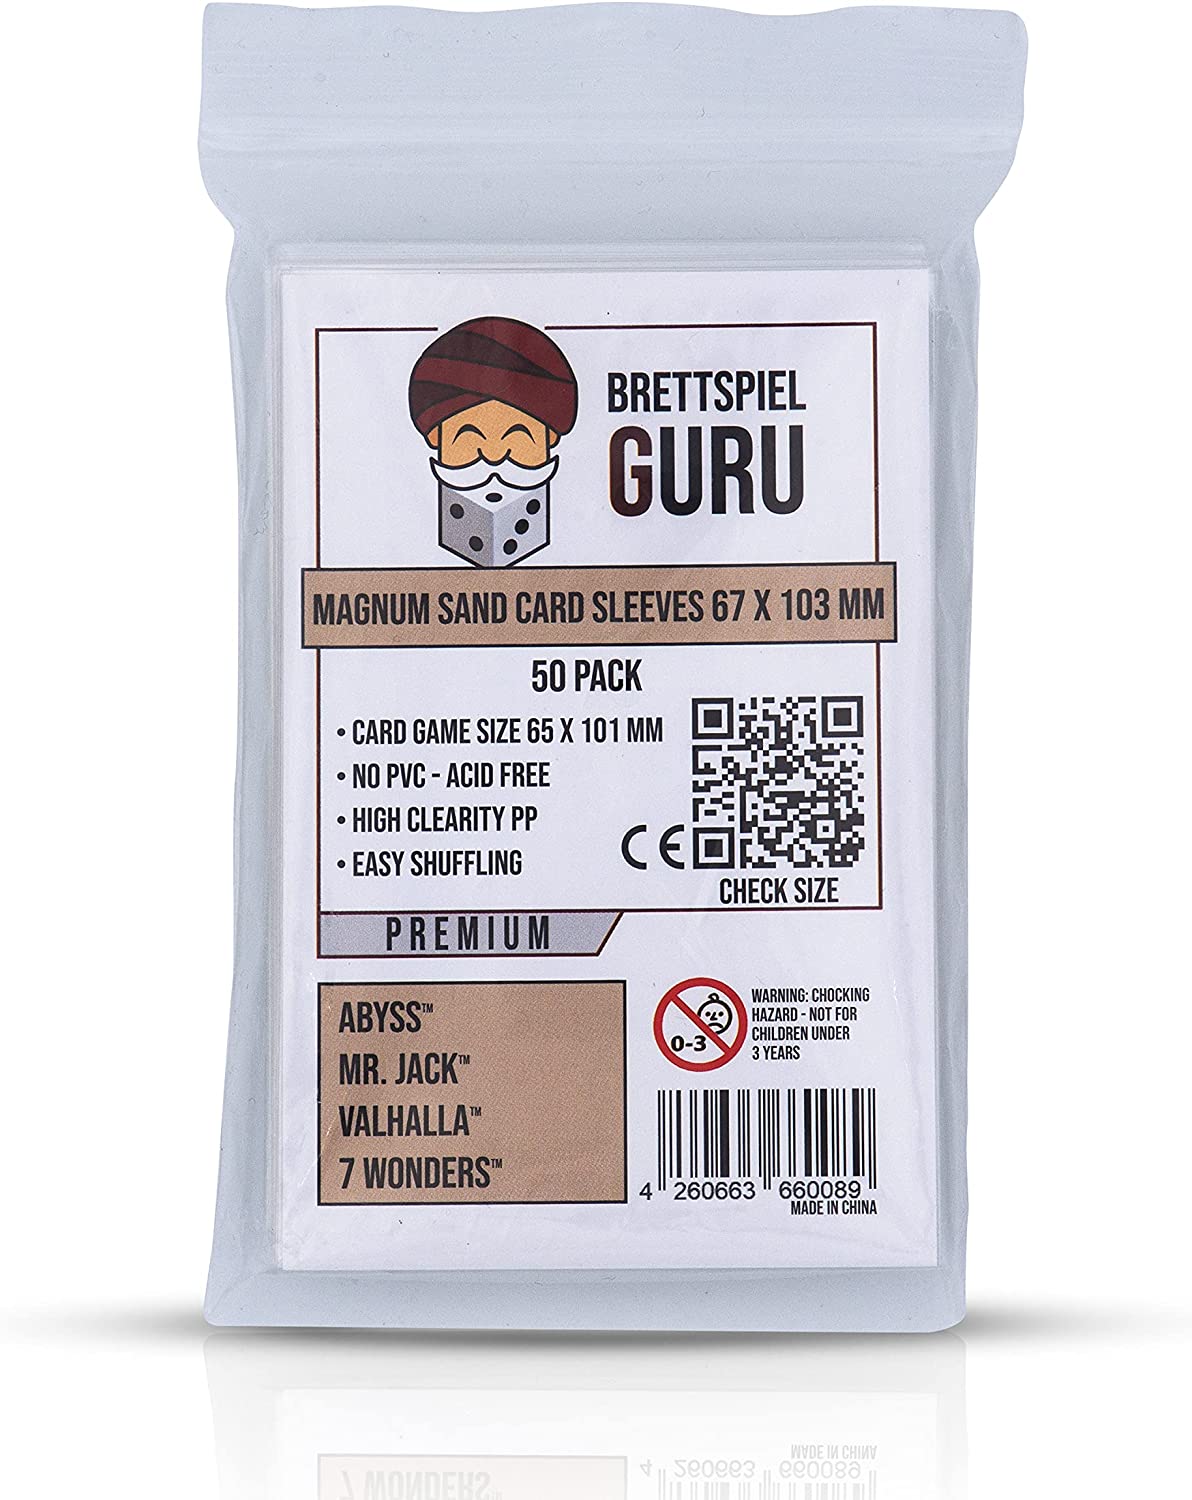 BRETTSPIEL
GURU
MAGNUM SAND CARD SLEEVES 67 X 103 MM
50 PACK
• CARD GAME SIZE 65 X 101 MM
• NO PVC - ACID FREE
• HIGH CLEARITY PP
• EASY SHUFFLING
CE
CHECK SIZE
PREMIUM
ABYSS™
MR. JACK™
VALHALLA™
7 WONDERS™
0-3
WARNING: CHOCKING
HAZARD - NOT FOR
CHILDREN UNDER
3 YEARS
4 260663 660089
MADE IN CHINA